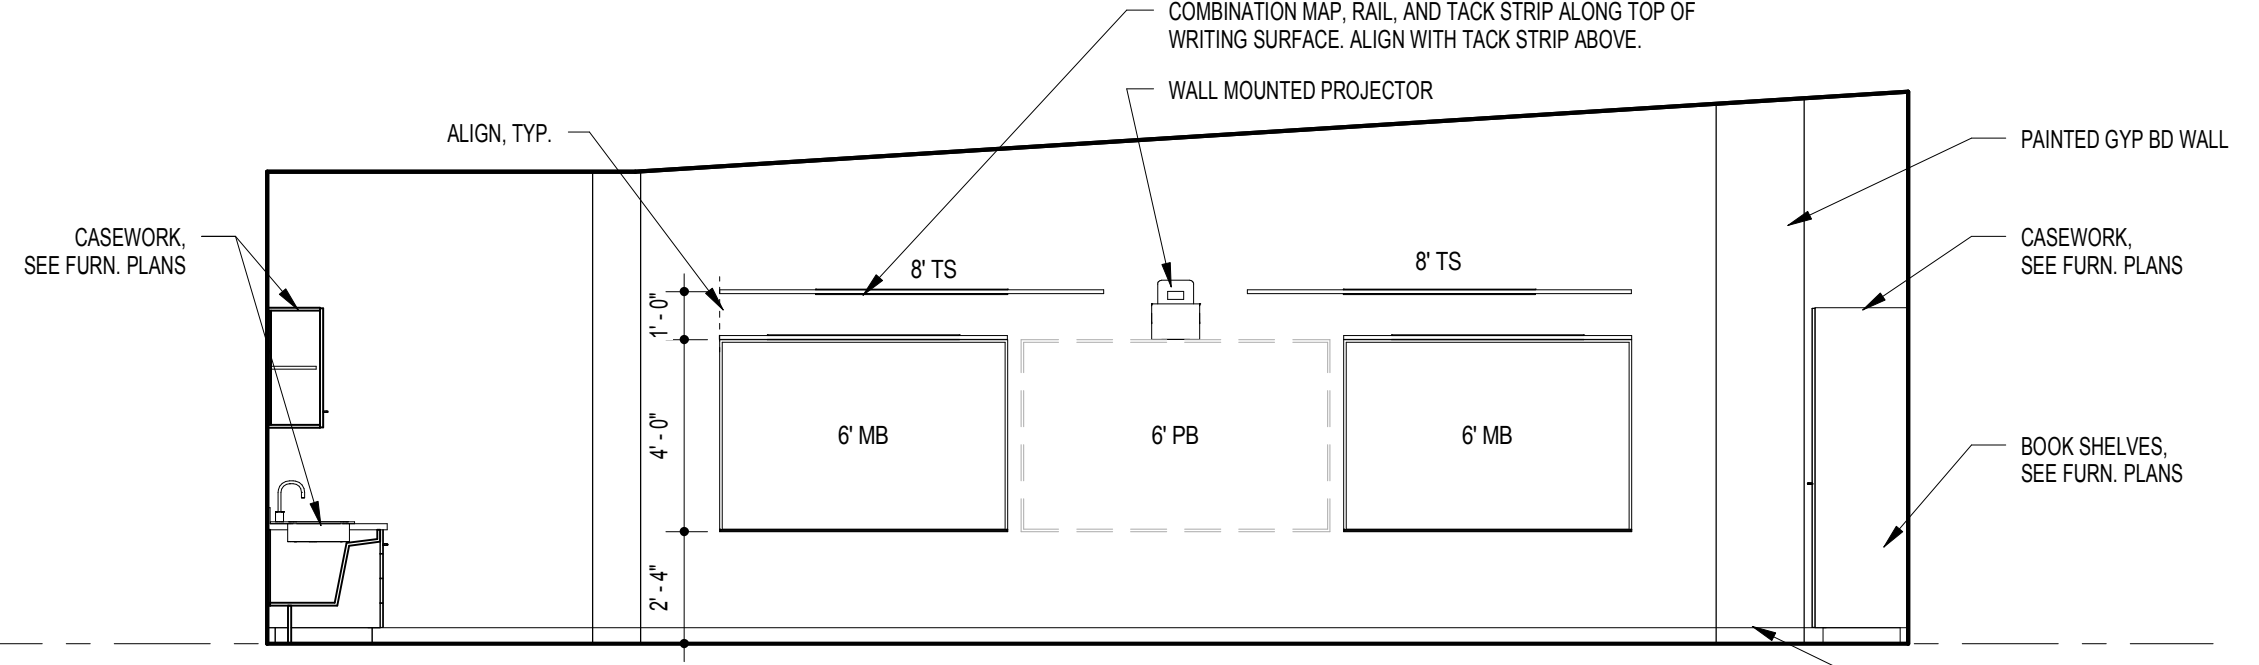 COMBINATION MAP, RAIL, AND TACK STRIP ALONG TOP OF
WRITING SURFACE. ALIGN WITH TACK STRIP ABOVE.
WALL MOUNTED PROJECTOR
ALIGN, TYP.
PAINTED GYP BD WALL
CASEWORK,
SEE FURN. PLANS
CASEWORK,
SEE FURN. PLANS
8' TS
8' TS
1' - 0"
4' - 0"
6' MB
6' PB
6' MB
BOOK SHELVES,
SEE FURN. PLANS
2' - 4"